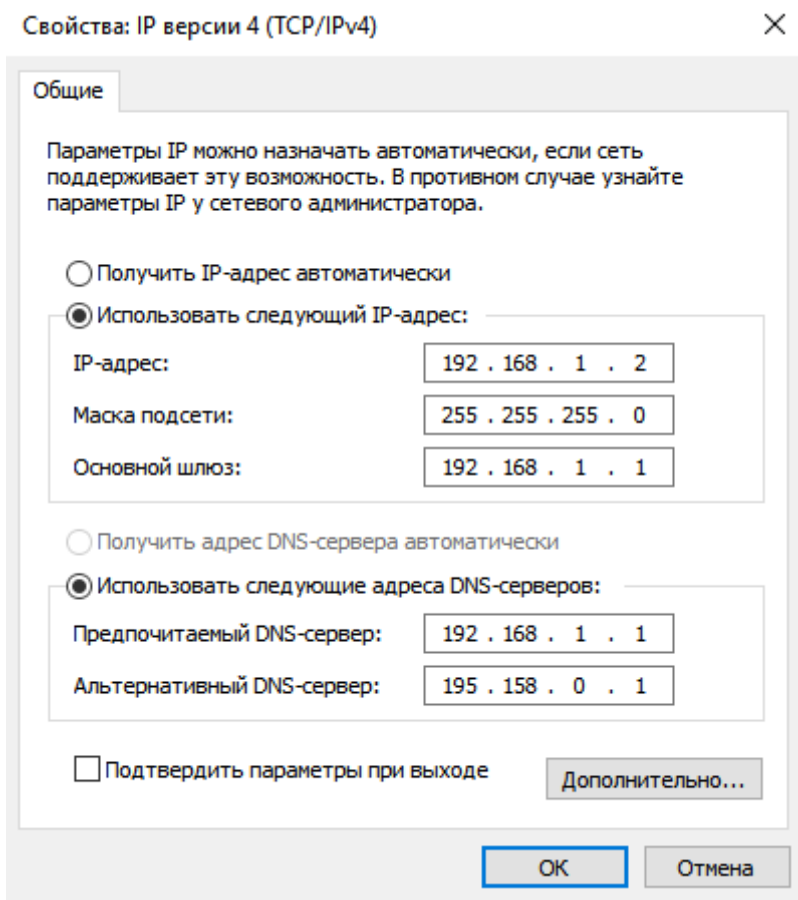 Свойства: IP версии 4 (TCP/IPv4)
Общие
Параметры IP можно назначать автоматически, если сеть
поддерживает эту возможность. В противном случае узнайте
параметры IP у сетевого администратора.
Получить IP-адрес автоматически
Использовать следующий IP-адрес:
IP-адрес: 192 . 168 . 1 . 2
Маска подсети: 255 . 255 . 255 . 0
Основной шлюз: 192 . 168 . 1 . 1
Получить адрес DNS-сервера автоматически
Использовать следующие адреса DNS-серверов:
Предпочитаемый DNS-сервер: 192 . 168 . 1 . 1
Альтернативный DNS-сервер: 195 . 158 . 0 . 1
Подтвердить параметры при выходе
Дополнительно...
ОК Отмена